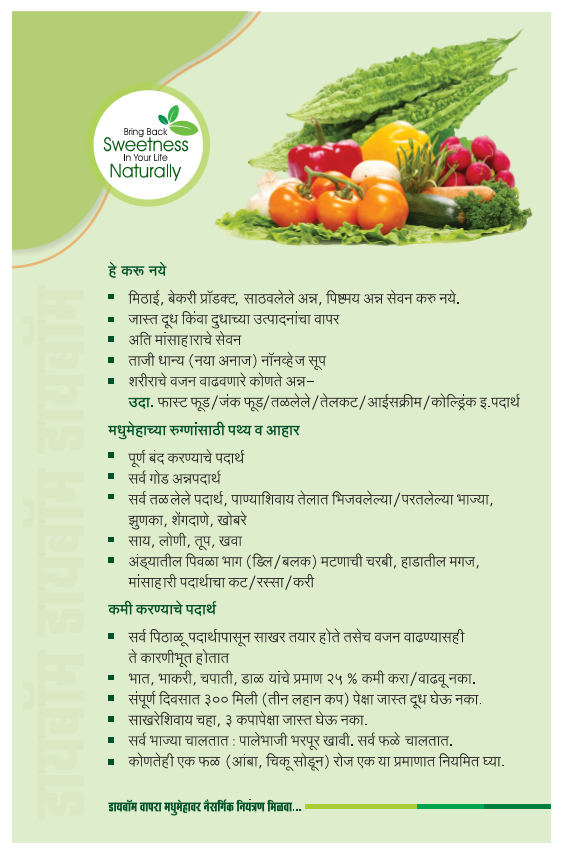 Bring Back
Sweetness
In Your Life
Naturally
हे करू नये
मिठाई, बेकरी प्रॉडक्ट, साठवलेले अन्न, पिष्टमय अन्न सेवन करु नये.
जास्त दूध किंवा दुधाच्या उत्पादनांचा वापर
अति मांसाहाराचे सेवन
ताजी धान्य (नया अनाज) नॉनव्हेज सूप
शरीराचे वजन वाढवणारे कोणते अन्न–
उदा. फास्ट फूड/जंक फूड/तळलेले/तेलकट/आईसक्रीम/कोल्ड्रिंक इ.पदार्थ
मधुमेहाच्या रुग्णांसाठी पथ्य व आहार
पूर्ण बंद करण्याचे पदार्थ
सर्व गोड अन्नपदार्थ
सर्व तळलेले पदार्थ, पाण्याशिवाय तेलात भिजवलेल्या/परतलेल्या भाज्या,
झुणका, शेंगदाणे, खोबरे
साय, लोणी, तूप, खवा
अंड्यातील पिवळा भाग (डिल/बलक) मटणाची चरबी, हाडातील मगज,
मांसाहारी पदार्थाचा कट/रस्सा/करी
कमी करण्याचे पदार्थ
सर्व पिठाळू पदार्थापासून साखर तयार होते तसेच वजन वाढण्यासही
ते कारणीभूत होतात
भात, भाकरी, चपाती, डाळ यांचे प्रमाण २५ % कमी करा/वाढवू नका.
संपूर्ण दिवसात ३०० मिली (तीन लहान कप) पेक्षा जास्त दूध घेऊ नका.
साखरेशिवाय चहा, ३ कपापेक्षा जास्त घेऊ नका.
सर्व भाज्या चालतात : पालेभाजी भरपूर खावी. सर्व फळे चालतात.
कोणतेही एक फळ (आंबा, चिकू सोडून) रोज एक या प्रमाणात नियमित घ्या.
डायबॉम वापरा मधुमेहावर नैसर्गिक नियंत्रण मिळवा...
डायबॉम डायबॉम डायबॉम